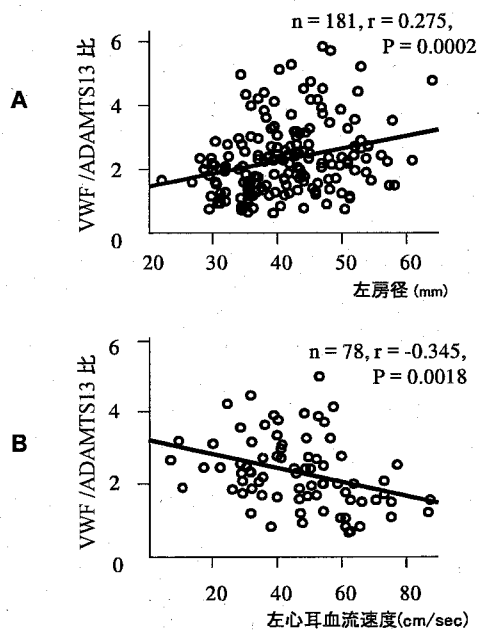 A
n = 181, r = 0.275,
P = 0.0002
VWF /ADAMTS13 比
6
4
2
0
20 30 40 50 60
左房径 (mm)
B
n = 78, r = -0.345,
P = 0.0018
VWF /ADAMTS13 比
6
4
2
0
0 20 40 60 80
左心耳血流速度(cm/sec)